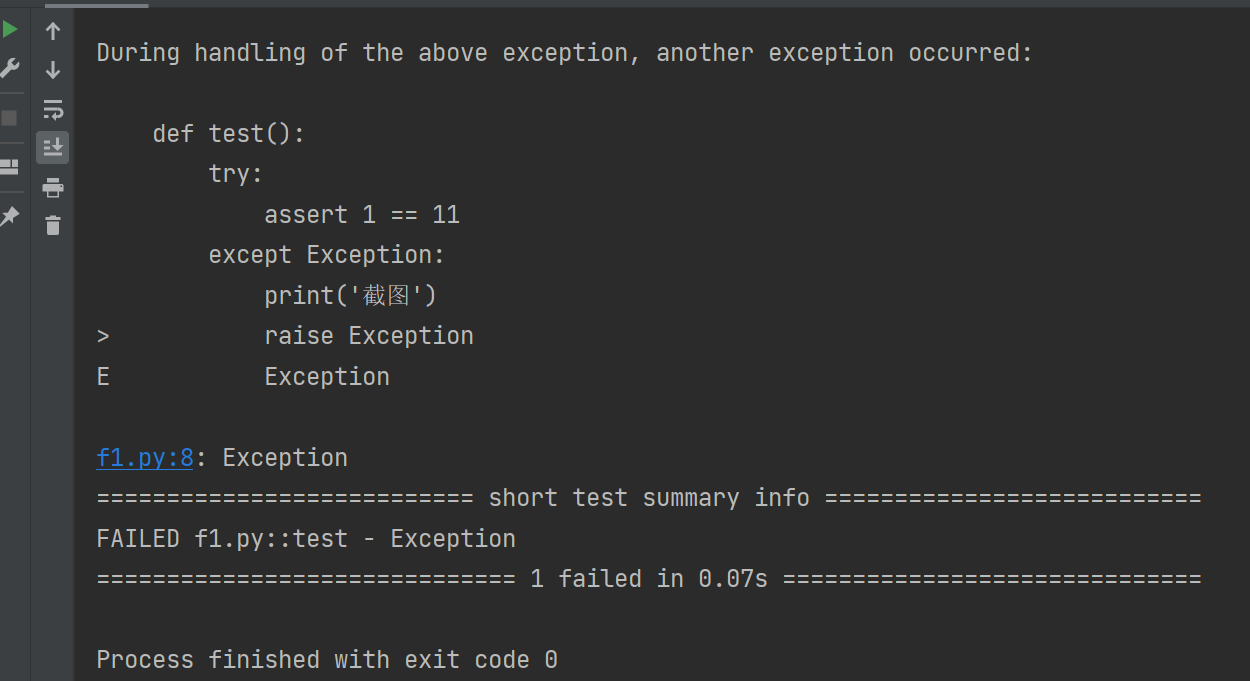 During handling of the above exception, another exception occurred:
    def test():
        try:
            assert 1 == 11
        except Exception:
            print('截图')
>           raise Exception
E           Exception
f1.py:8: Exception
=========================== short test summary info ===========================
FAILED f1.py::test - Exception
============================== 1 failed in 0.07s ==============================
Process finished with exit code 0